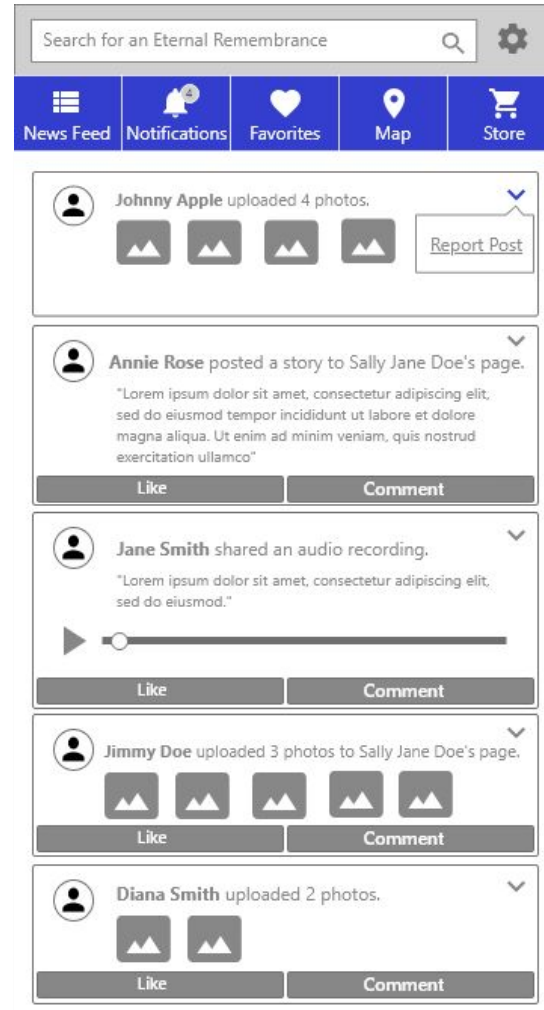 Search for an Eternal Remembrance
4
News Feed Notifications Favorites Map Store
Johnny Apple uploaded 4 photos.
Report Post
Annie Rose posted a story to Sally Jane Doe's page.
"Lorem ipsum dolor sit amet, consectetur adipiscing elit,
sed do eiusmod tempor incididunt ut labore et dolore
magna aliqua. Ut enim ad minim veniam, quis nostrud
exercitation ullamco"
Like Comment
Jane Smith shared an audio recording.
"Lorem ipsum dolor sit amet, consectetur adipiscing elit,
sed do eiusmod."
Like Comment
Jimmy Doe uploaded 3 photos to Sally Jane Doe's page.
Like Comment
Diana Smith uploaded 2 photos.
Like Comment